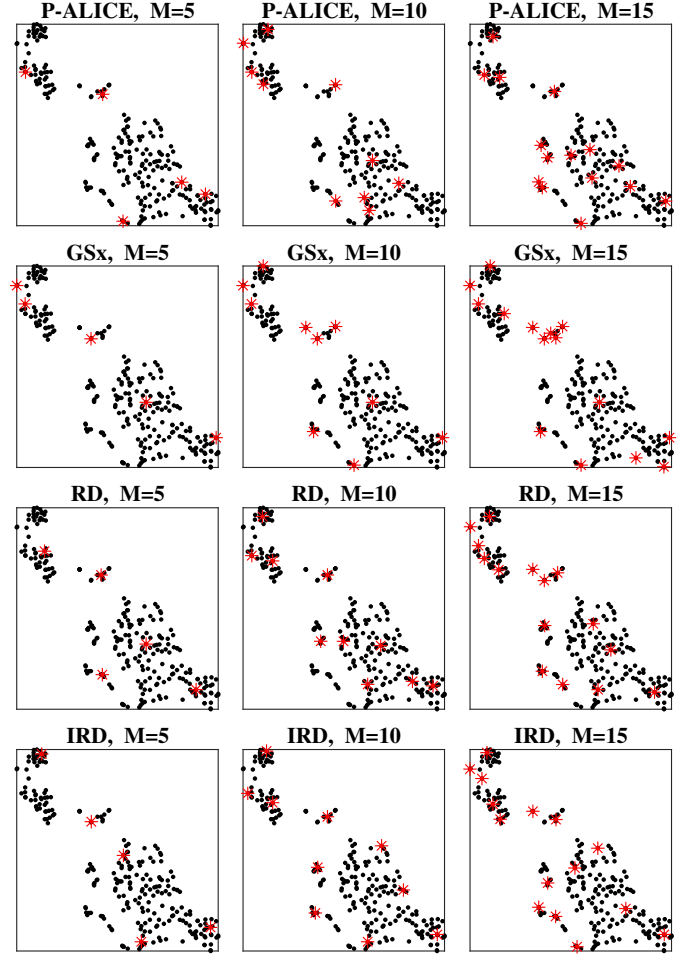 P-ALICE, M=5 P-ALICE, M=10 P-ALICE, M=15
GSx, M=5 GSx, M=10 GSx, M=15
RD, M=5 RD, M=10 RD, M=15
IRD, M=5 IRD, M=10 IRD, M=15